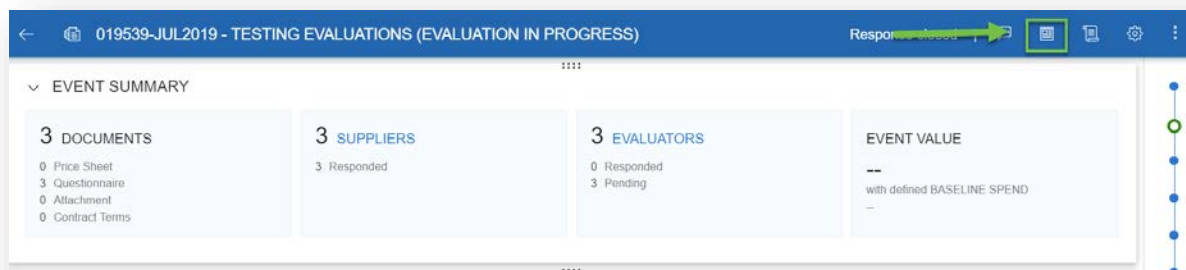 019539-JUL2019 - TESTING EVALUATIONS (EVALUATION IN PROGRESS)
EVENT SUMMARY
3 DOCUMENTS
0 Price Sheet
3 Questionnaire
0 Attachment
0 Contract Terms
3 SUPPLIERS
3 Responded
3 EVALUATORS
0 Responded
3 Pending
EVENT VALUE
--
with defined BASELINE SPEND
--